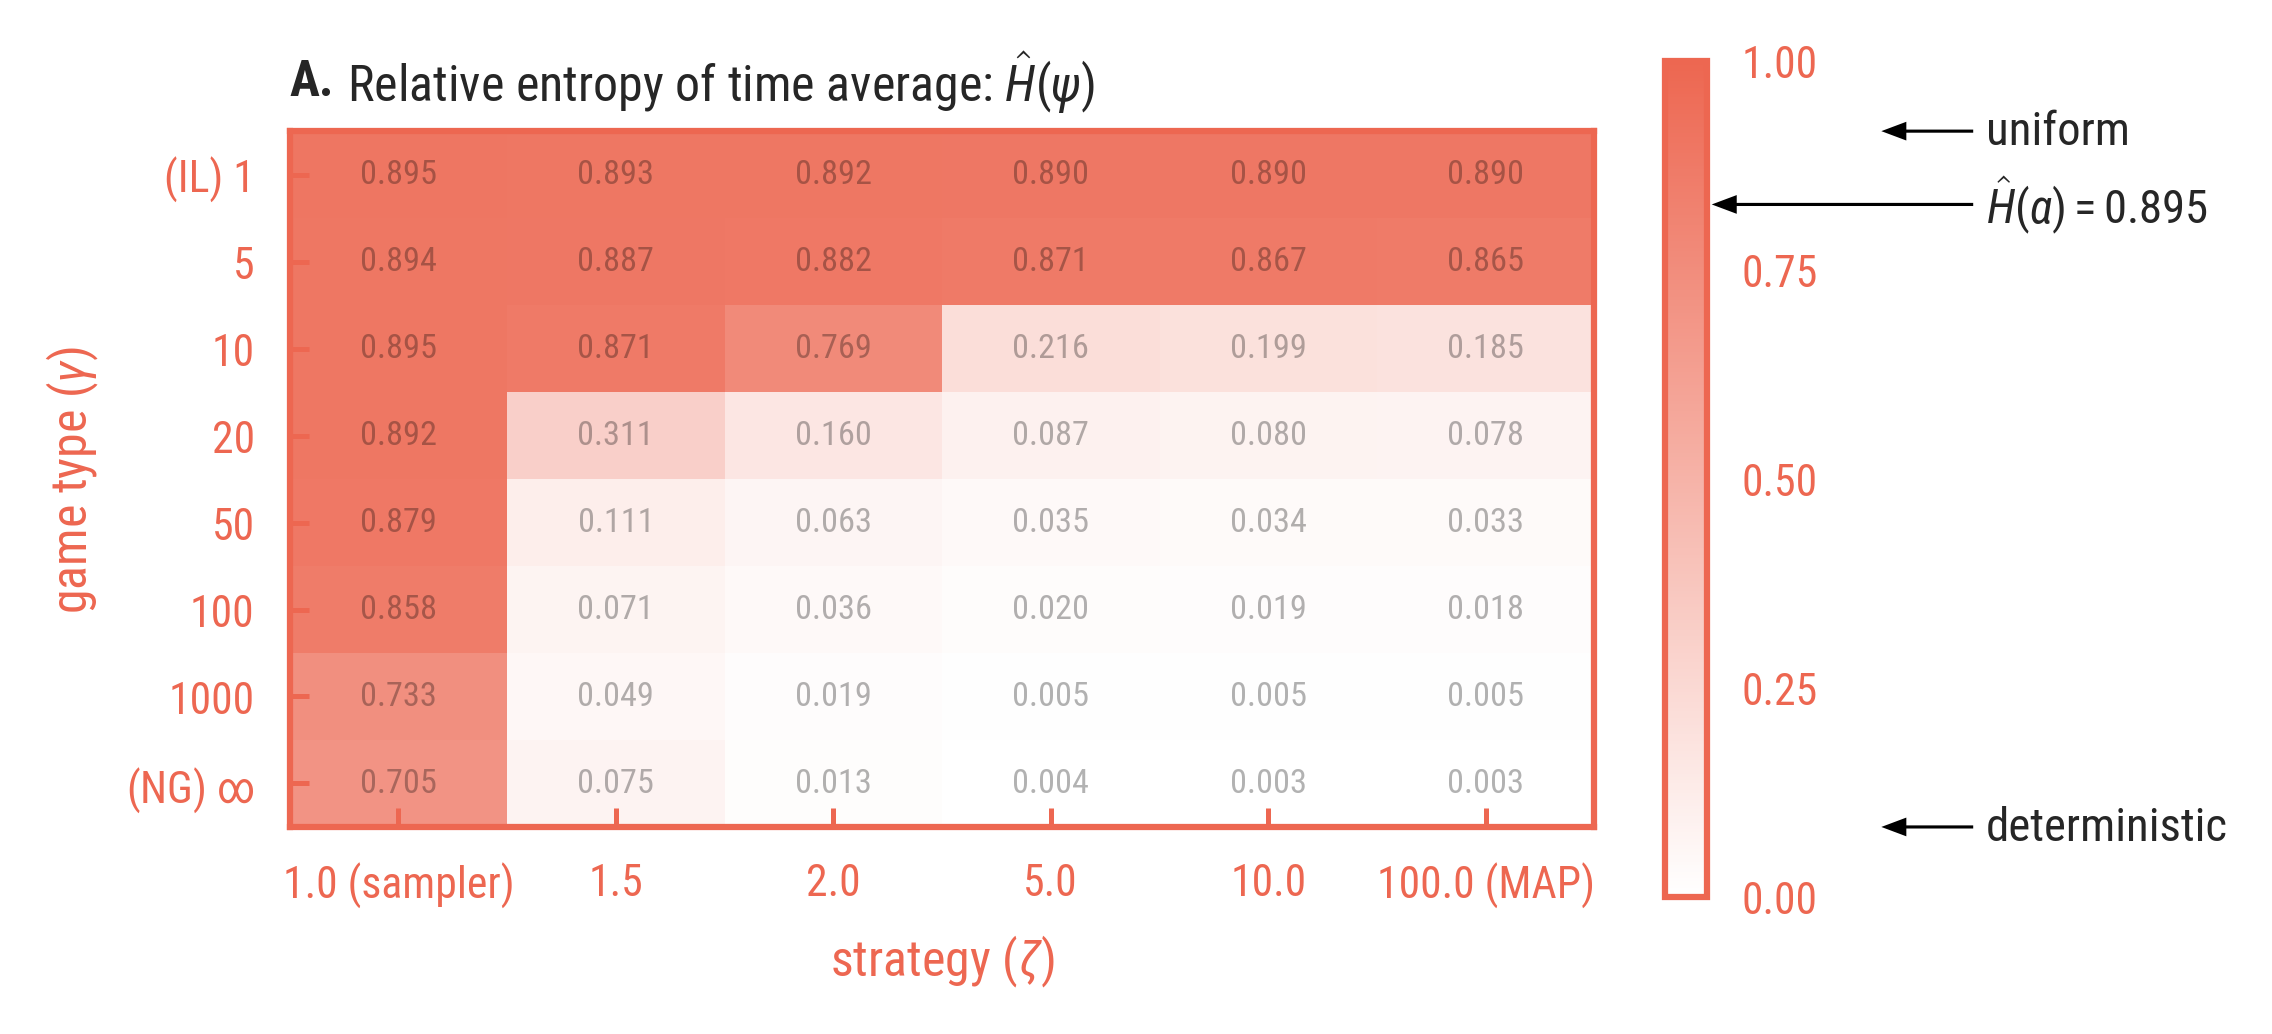 A. Relative entropy of time average: Ĥ(ψ)
game type (γ)
(IL) 1 0.895 0.893 0.892 0.890 0.890 0.890
5 0.894 0.887 0.882 0.871 0.867 0.865
10 0.895 0.871 0.769 0.216 0.199 0.185
20 0.892 0.311 0.160 0.087 0.080 0.078
50 0.879 0.111 0.063 0.035 0.034 0.033
100 0.858 0.071 0.036 0.020 0.019 0.018
1000 0.733 0.049 0.019 0.005 0.005 0.005
(NG) ∞ 0.705 0.075 0.013 0.004 0.003 0.003
1.0 (sampler) 1.5 2.0 5.0 10.0 100.0 (MAP)
strategy (ζ)
1.00
0.75
0.50
0.25
0.00
uniform
Ĥ(α) = 0.895
deterministic